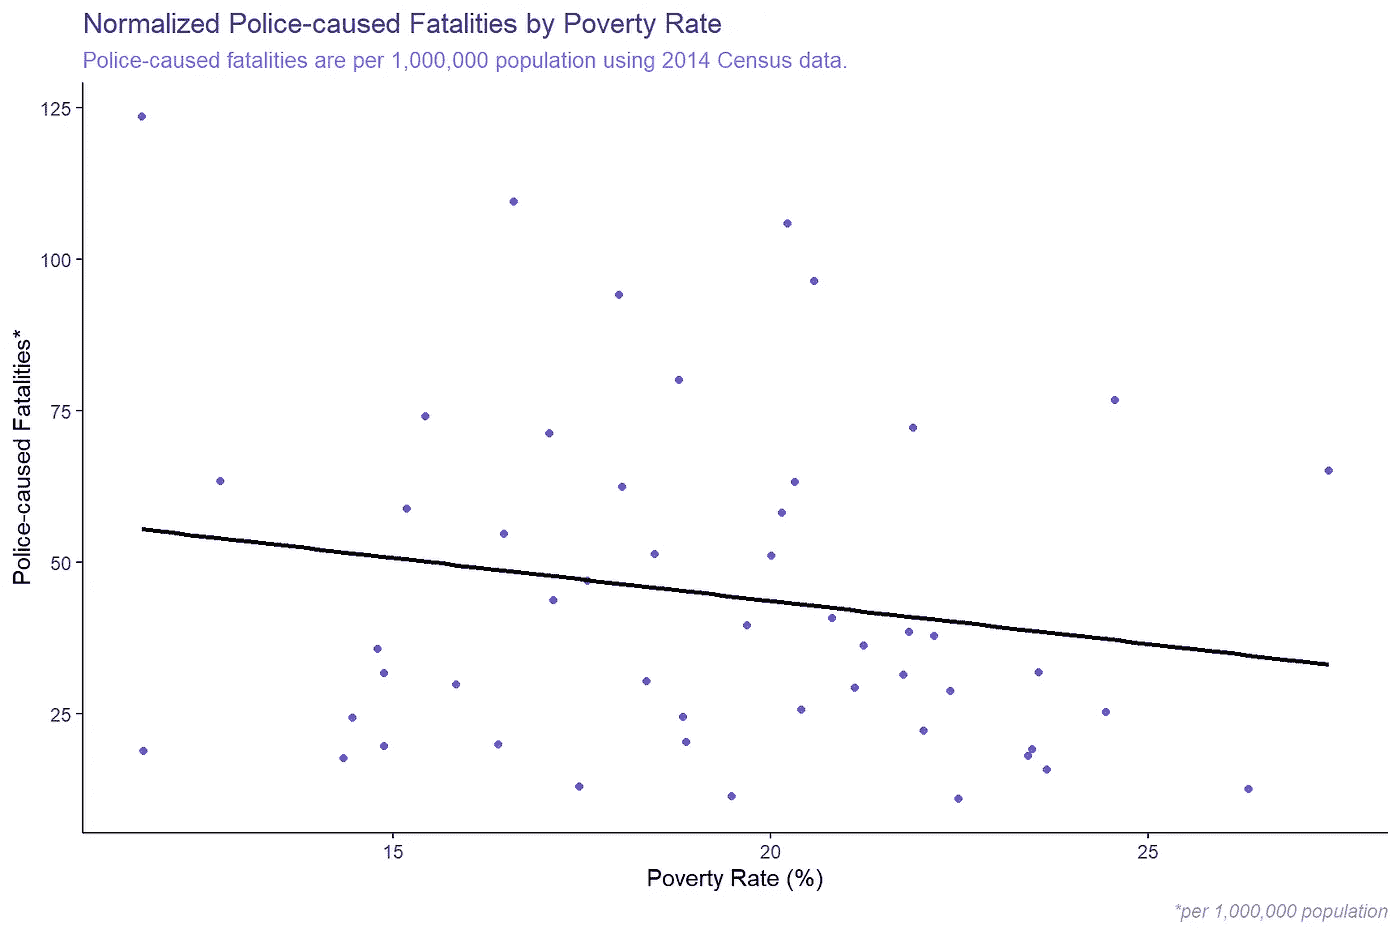 Normalized Police-caused Fatalities by Poverty Rate
Police-caused fatalities are per 1,000,000 population using 2014 Census data.
Police-caused Fatalities*
125
100
75
50
25
15 20 25
Poverty Rate (%)
*per 1,000,000 population